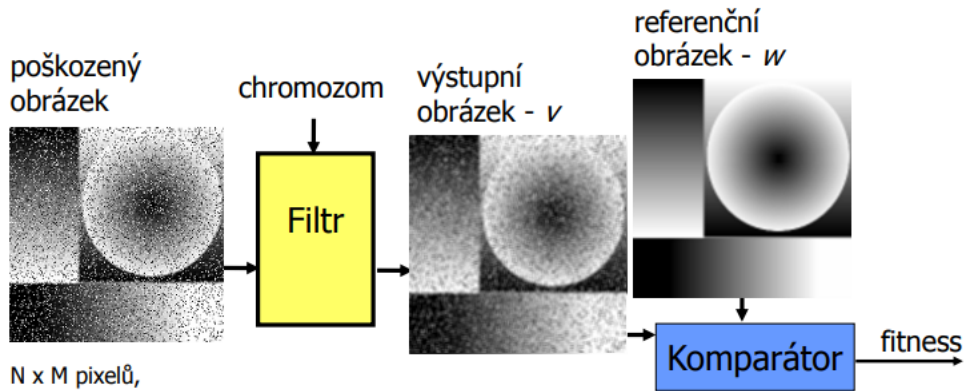 poškozený
obrázek
chromozom
výstupní
obrázek - v
referenční
obrázek - w
Filtr
Komparátor
fitness
N x M pixelů,